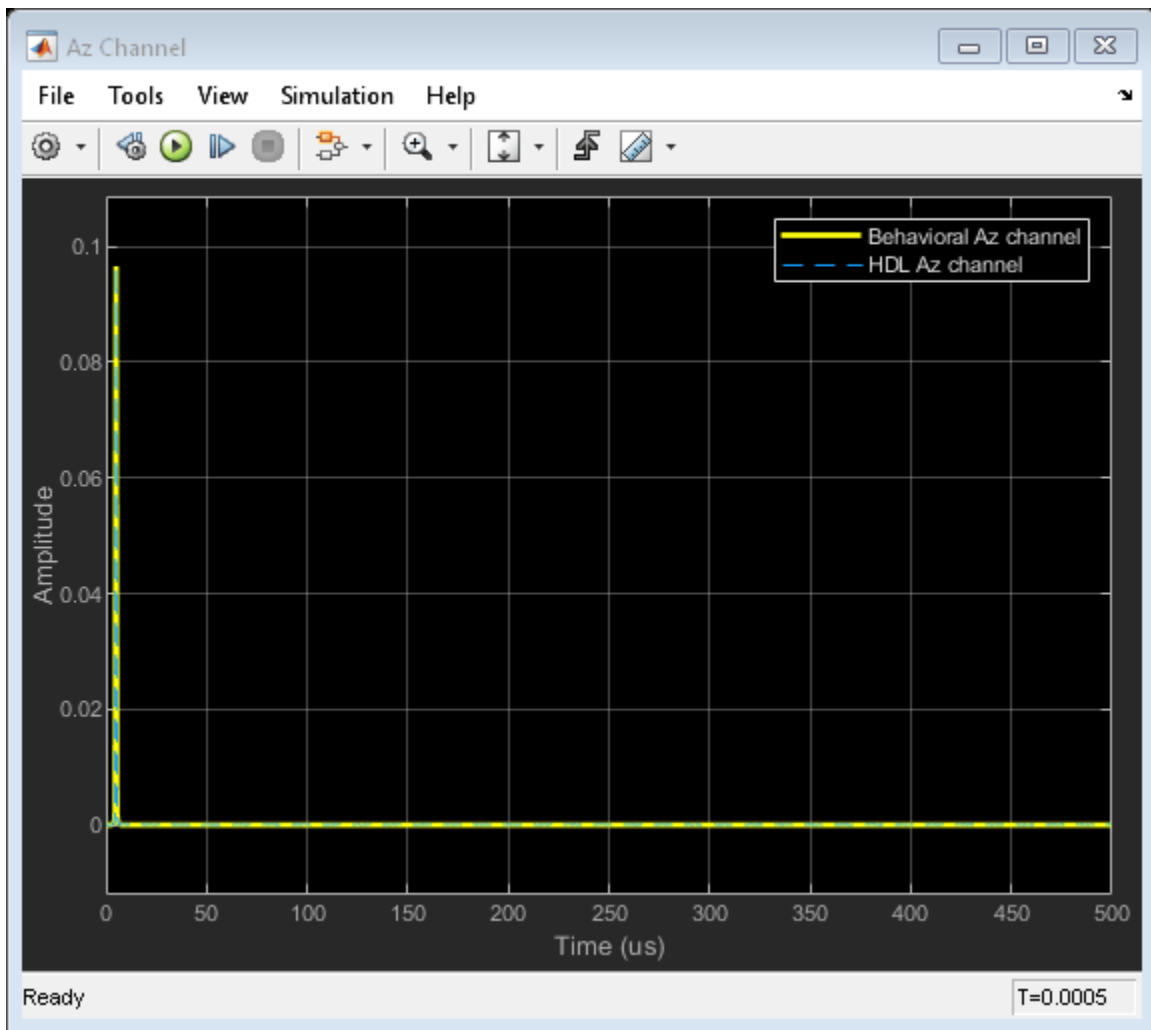 Az Channel
File Tools View Simulation Help
Behavioral Az channel
HDL Az channel
0.1
0.08
0.06
0.04
0.02
0
Amplitude
0 50 100 150 200 250 300 350 400 450 500
Time (us)
Ready T=0.0005